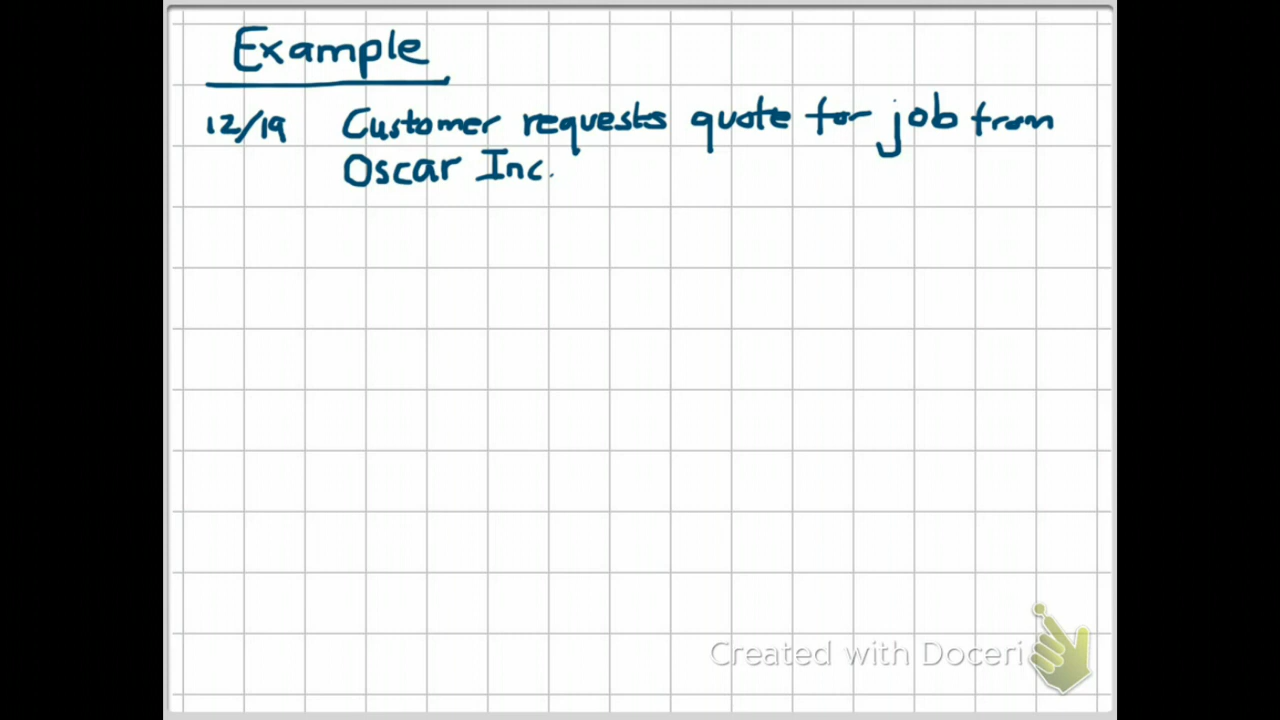 Example
12/19 Customer requests quote for job from
Oscar Inc.
Created with Doceri